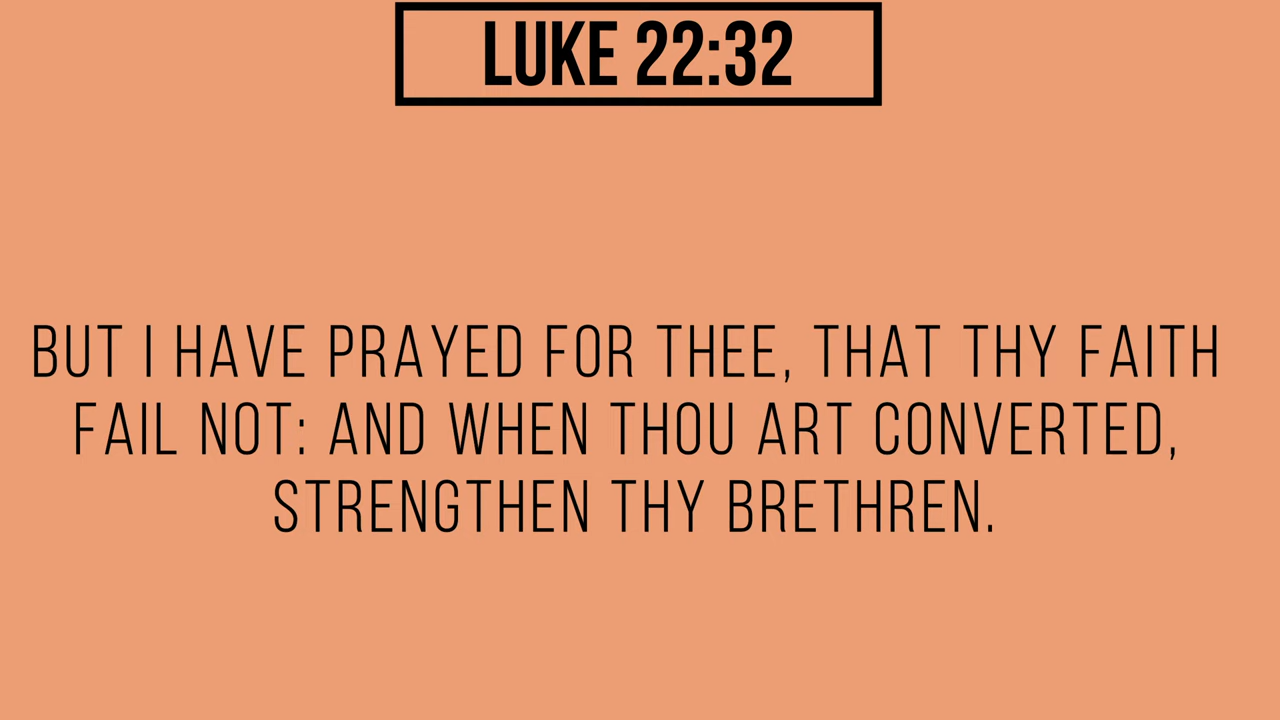 LUKE 22:32
BUT I HAVE PRAYED FOR THEE, THAT THY FAITH
FAIL NOT: AND WHEN THOU ART CONVERTED,
STRENGTHEN THY BRETHREN.